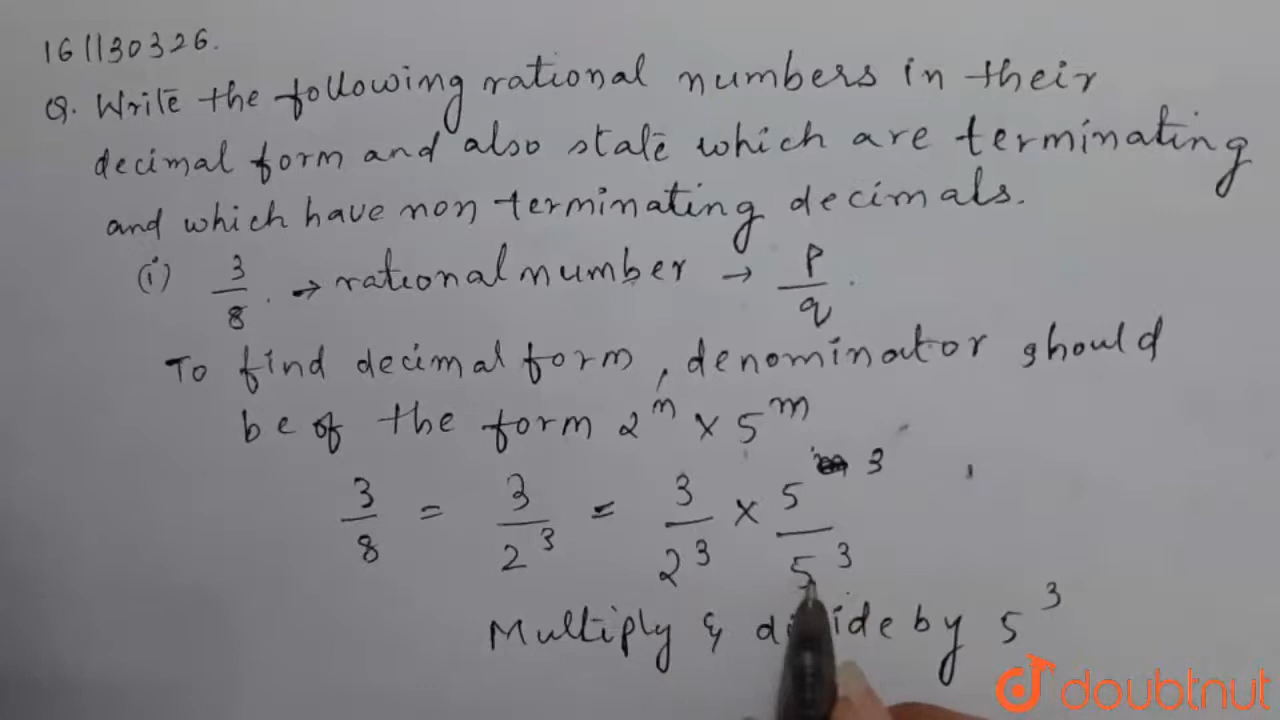 161130326.
Q. Write the following rational numbers in their
decimal form and also state which are terminating
and which have non terminating decimals.
(i) 3/8. → rational number → p/q.
To find decimal form, denominator should
be of the form 2^n × 5^m
3/8 = 3/2^3 = 3/2^3 × 5^3/5^3
Multiply & divide by 5^3
doubtnut